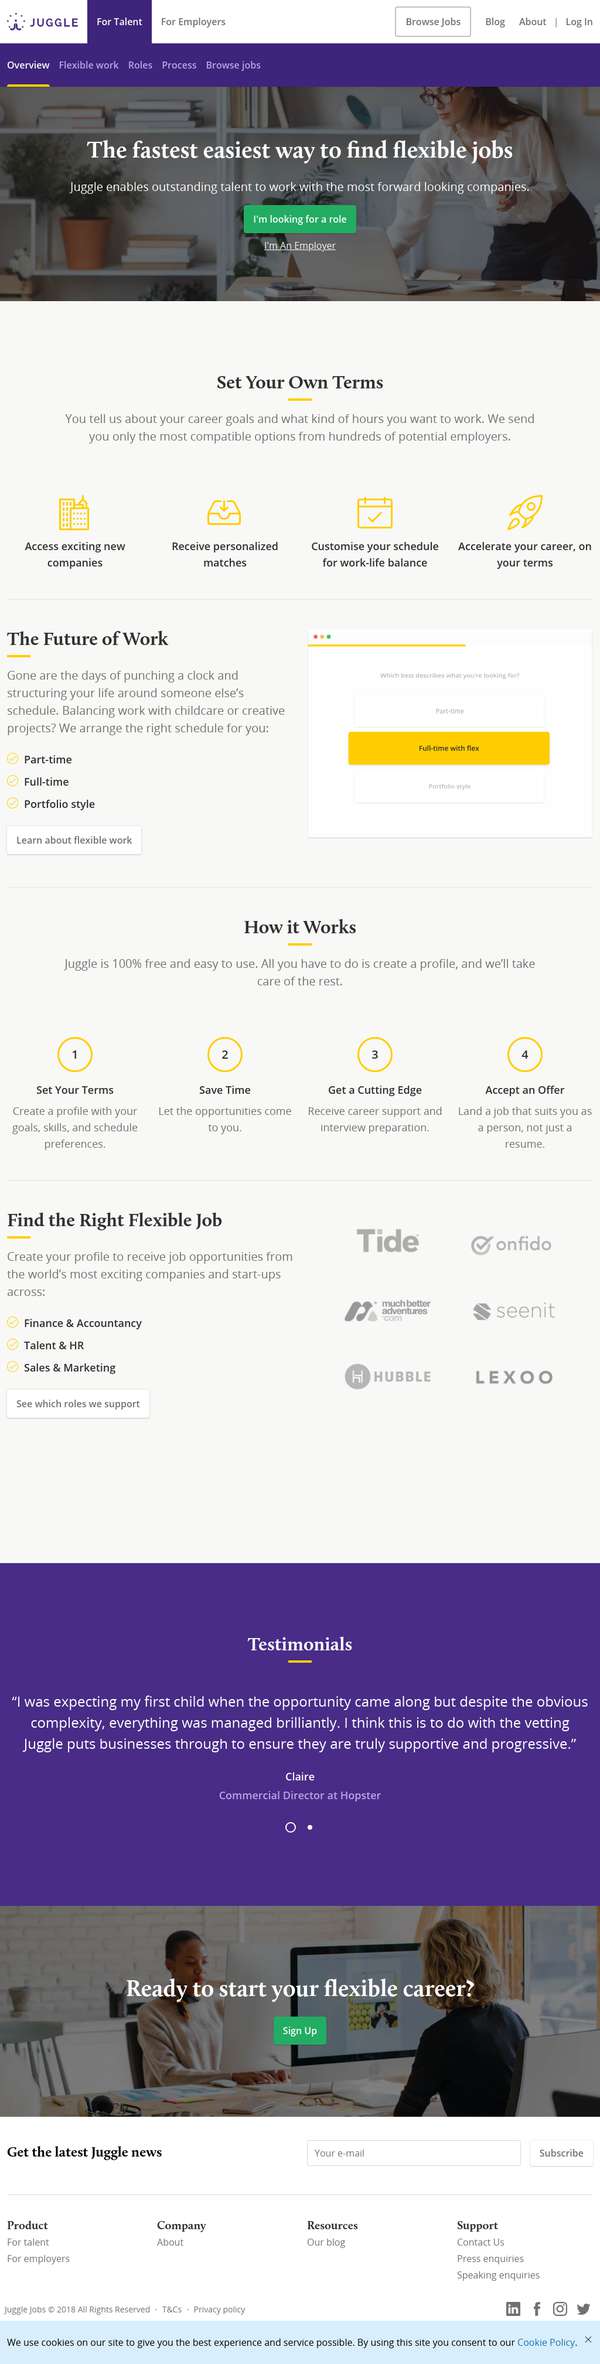 JUGGLE
For Talent
For Employers
Browse Jobs
Blog
About
|
Log In
Overview
Flexible work
Roles
Process
Browse jobs
The fastest easiest way to find flexible jobs
Juggle enables outstanding talent to work with the most forward looking companies.
I'm looking for a role
I'm An Employer
Set Your Own Terms
You tell us about your career goals and what kind of hours you want to work. We send
you only the most compatible options from hundreds of potential employers.
Access exciting new
companies
Receive personalized
matches
Customise your schedule
for work-life balance
Accelerate your career, on
your terms
The Future of Work
Gone are the days of punching a clock and
structuring your life around someone else's
schedule. Balancing work with childcare or creative
projects? We arrange the right schedule for you:
Part-time
Full-time
Portfolio style
Learn about flexible work
Which best describes what you're looking for?
Part-time
Full-time with flex
Portfolio style
How it Works
Juggle is 100% free and easy to use. All you have to do is create a profile, and we'll take
care of the rest.
1
Set Your Terms
Create a profile with your
goals, skills, and schedule
preferences.
2
Save Time
Let the opportunities come
to you.
3
Get a Cutting Edge
Receive career support and
interview preparation.
4
Accept an Offer
Land a job that suits you as
a person, not just a
resume.
Find the Right Flexible Job
Create your profile to receive job opportunities from
the world's most exciting companies and start-ups
across:
Finance & Accountancy
Talent & HR
Sales & Marketing
See which roles we support
Tide
onfido
much better
adventures
.com
seenit
HUBBLE
LEXOO
Testimonials
“I was expecting my first child when the opportunity came along but despite the obvious
complexity, everything was managed brilliantly. I think this is to do with the vetting
Juggle puts businesses through to ensure they are truly supportive and progressive.”
Claire
Commercial Director at Hopster
Ready to start your flexible career?
Sign Up
Get the latest Juggle news
Your e-mail
Subscribe
Product
For talent
For employers
Company
About
Resources
Our blog
Support
Contact Us
Press enquiries
Speaking enquiries
Juggle Jobs © 2018 All Rights Reserved · T&Cs · Privacy policy
We use cookies on our site to give you the best experience and service possible. By using this site you consent to our Cookie Policy.